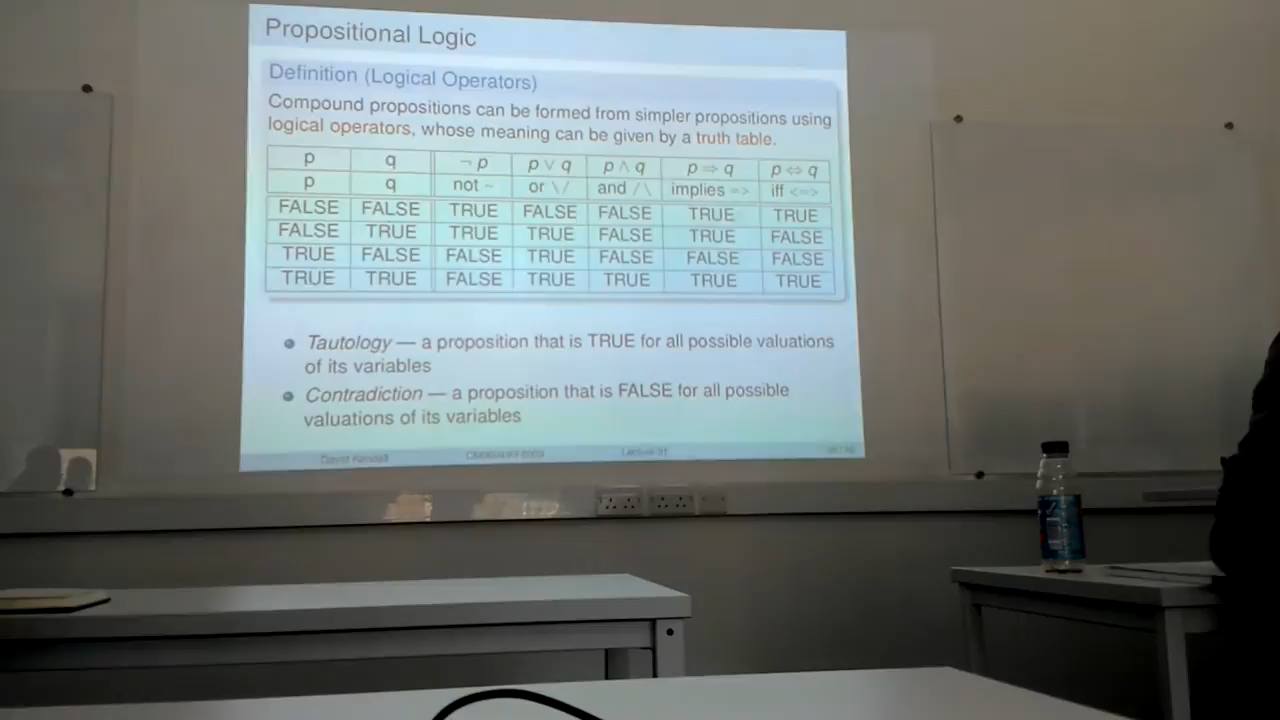 Propositional Logic
Definition (Logical Operators)
Compound propositions can be formed from simpler propositions using
logical operators, whose meaning can be given by a truth table.
p q ¬p p ∨ q p ∧ q p ⇒ q p ⇔ q
p q not ~ or \/ and /\ implies => iff <=>
FALSE FALSE TRUE FALSE FALSE TRUE TRUE
FALSE TRUE TRUE TRUE FALSE TRUE FALSE
TRUE FALSE FALSE TRUE FALSE FALSE FALSE
TRUE TRUE FALSE TRUE TRUE TRUE TRUE
Tautology — a proposition that is TRUE for all possible valuations
of its variables
Contradiction — a proposition that is FALSE for all possible
valuations of its variables
David Kendall Lecture 01